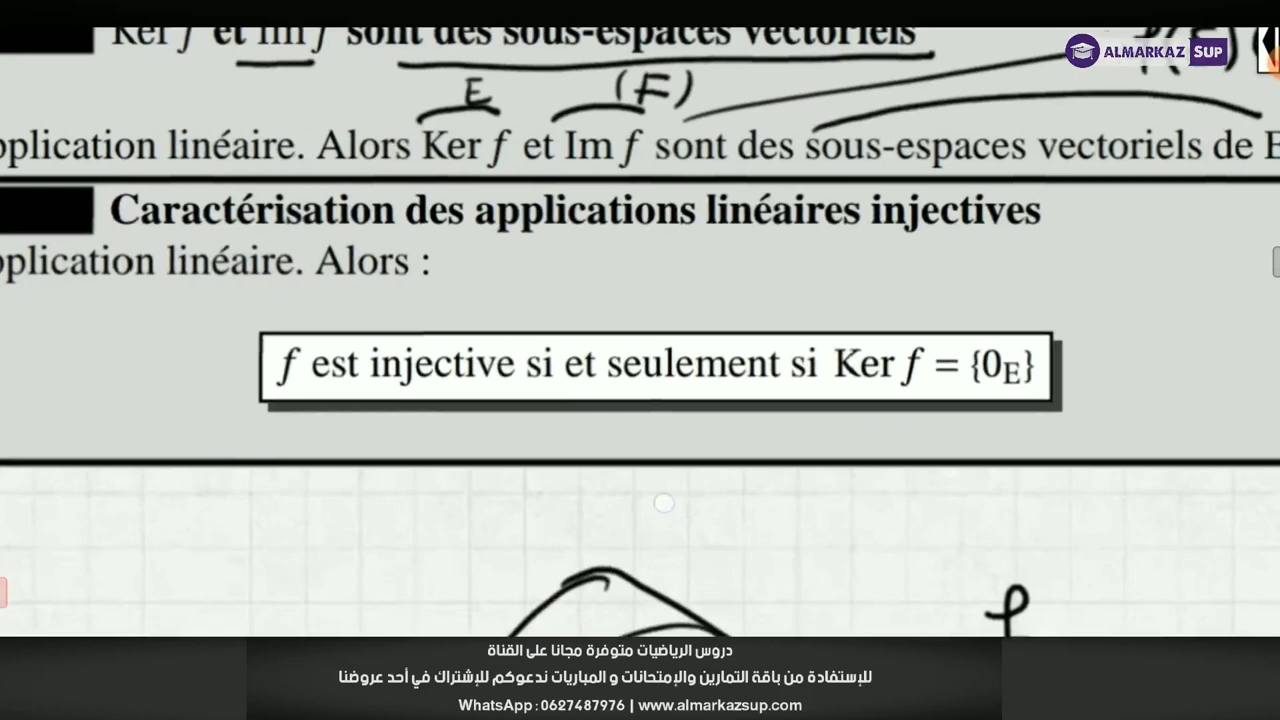 Ker f et Im f sont des sous-espaces vectoriels
ALMARKAZ SUP
E (F)
application linéaire. Alors Ker f et Im f sont des sous-espaces vectoriels de E
Caractérisation des applications linéaires injectives
pplication linéaire. Alors :
f est injective si et seulement si Ker f = {0E}
f
دروس الرياضيات متوفرة مجانا على القناة
للإستفادة من باقة التمارين والإمتحانات و المباريات ندعوكم للإشتراك في أحد عروضنا
WhatsApp : 0627487976 | www.almarkazsup.com